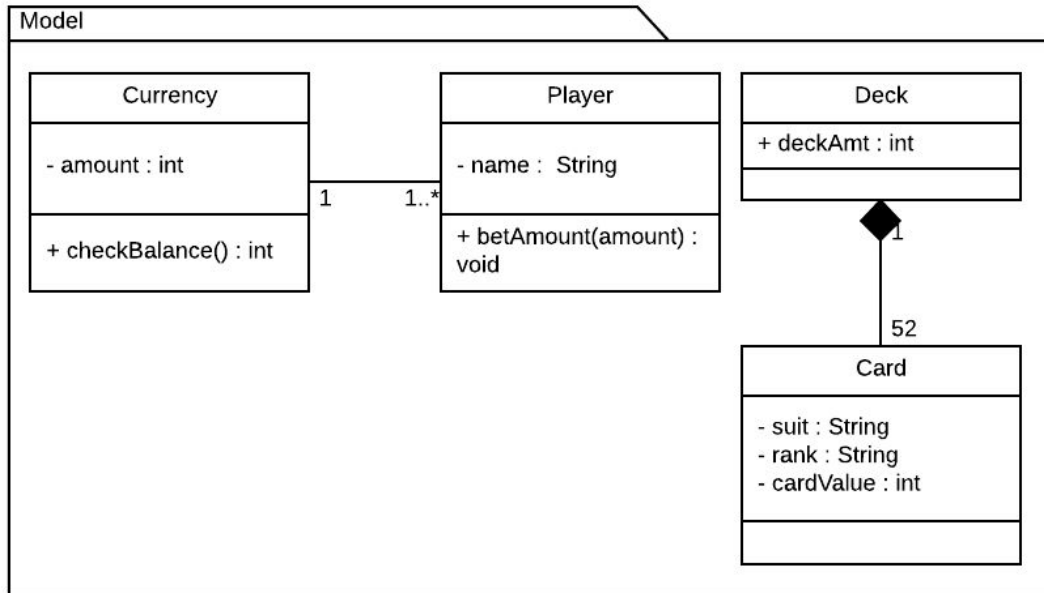 Model
Currency
- amount : int
+ checkBalance() : int
1
1..*
Player
- name : String
+ betAmount(amount) :
void
Deck
+ deckAmt : int
1
52
Card
- suit : String
- rank : String
- cardValue : int